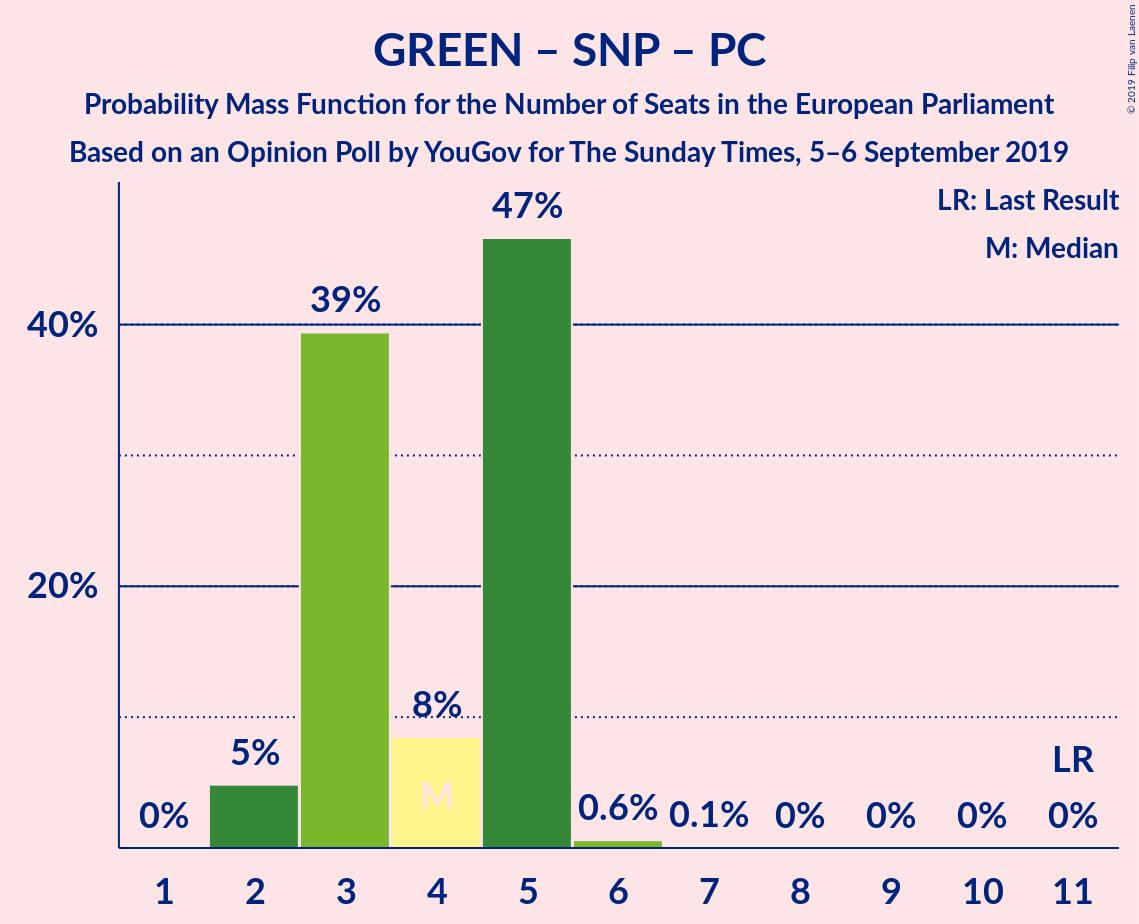 GREEN – SNP – PC
Probability Mass Function for the Number of Seats in the European Parliament
Based on an Opinion Poll by YouGov for The Sunday Times, 5–6 September 2019
© 2019 Filip van Laenen
LR: Last Result
M: Median
47%
39%
40%
20%
8%
5%
M
LR
0%
0.6%
0.1%
0%
0%
0%
0%
1 2 3 4 5 6 7 8 9 10 11